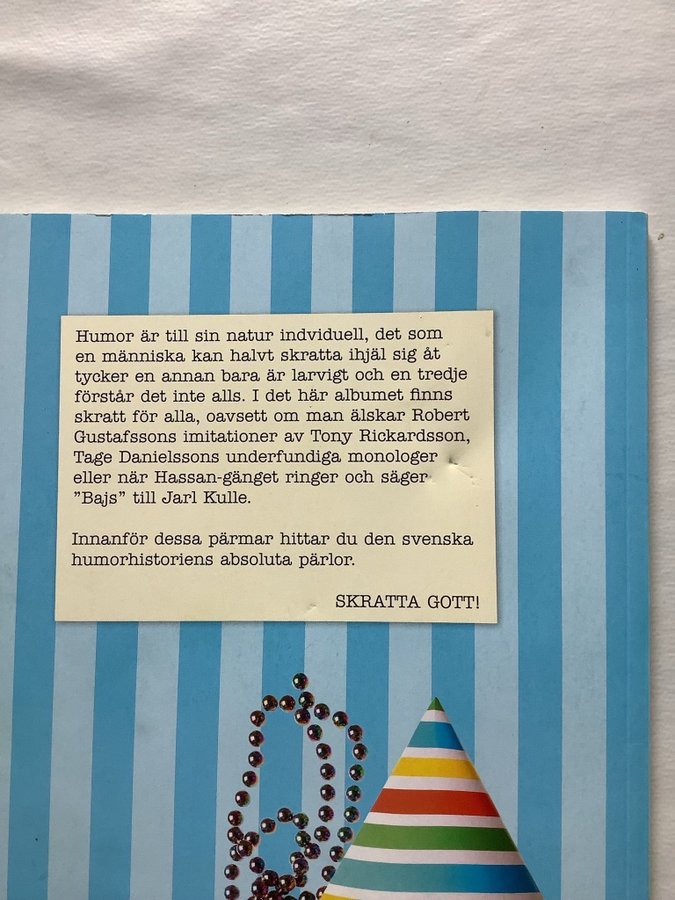 Humor är till sin natur indviduell, det som
en människa kan halvt skratta ihjäl sig åt
tycker en annan bara är larvigt och en tredje
förstår det inte alls. I det här albumet finns
skratt för alla, oavsett om man älskar Robert
Gustafssons imitationer av Tony Rickardsson,
Tage Danielssons underfundiga monologer
eller när Hassan-gänget ringer och säger
”Bajs” till Jarl Kulle.
Innanför dessa pärmar hittar du den svenska
humorhistoriens absoluta pärlor.
SKRATTA GOTT!